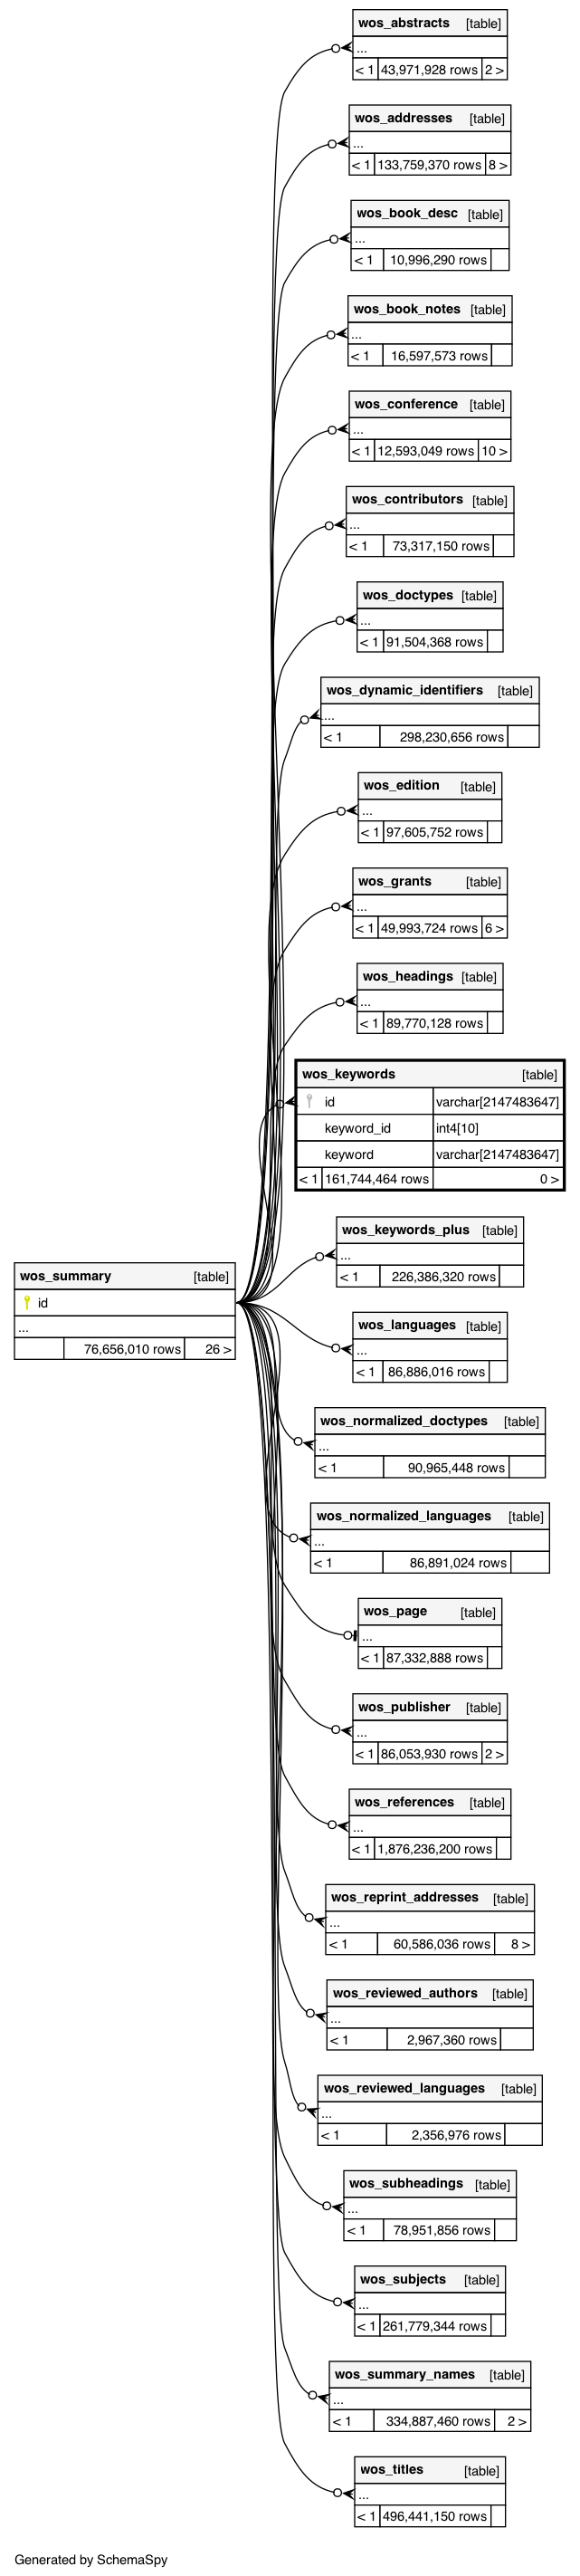 wos_abstracts [table]
...
< 1 43,971,928 rows 2 >
wos_addresses [table]
...
< 1 133,759,370 rows 8 >
wos_book_desc [table]
...
< 1 10,996,290 rows
wos_book_notes [table]
...
< 1 16,597,573 rows
wos_conference [table]
...
< 1 12,593,049 rows 10 >
wos_contributors [table]
...
< 1 73,317,150 rows
wos_doctypes [table]
...
< 1 91,504,368 rows
wos_dynamic_identifiers [table]
...
< 1 298,230,656 rows
wos_edition [table]
...
< 1 97,605,752 rows
wos_grants [table]
...
< 1 49,993,724 rows 6 >
wos_headings [table]
...
< 1 89,770,128 rows
wos_keywords [table]
id varchar[2147483647]
keyword_id int4[10]
keyword varchar[2147483647]
< 1 161,744,464 rows 0 >
wos_keywords_plus [table]
...
< 1 226,386,320 rows
wos_summary [table]
id
...
76,656,010 rows 26 >
wos_languages [table]
...
< 1 86,886,016 rows
wos_normalized_doctypes [table]
...
< 1 90,965,448 rows
wos_normalized_languages [table]
...
< 1 86,891,024 rows
wos_page [table]
...
< 1 87,332,888 rows
wos_publisher [table]
...
< 1 86,053,930 rows 2 >
wos_references [table]
...
< 1 1,876,236,200 rows
wos_reprint_addresses [table]
...
< 1 60,586,036 rows 8 >
wos_reviewed_authors [table]
...
< 1 2,967,360 rows
wos_reviewed_languages [table]
...
< 1 2,356,976 rows
wos_subheadings [table]
...
< 1 78,951,856 rows
wos_subjects [table]
...
< 1 261,779,344 rows
wos_summary_names [table]
...
< 1 334,887,460 rows 2 >
wos_titles [table]
...
< 1 496,441,150 rows
Generated by SchemaSpy